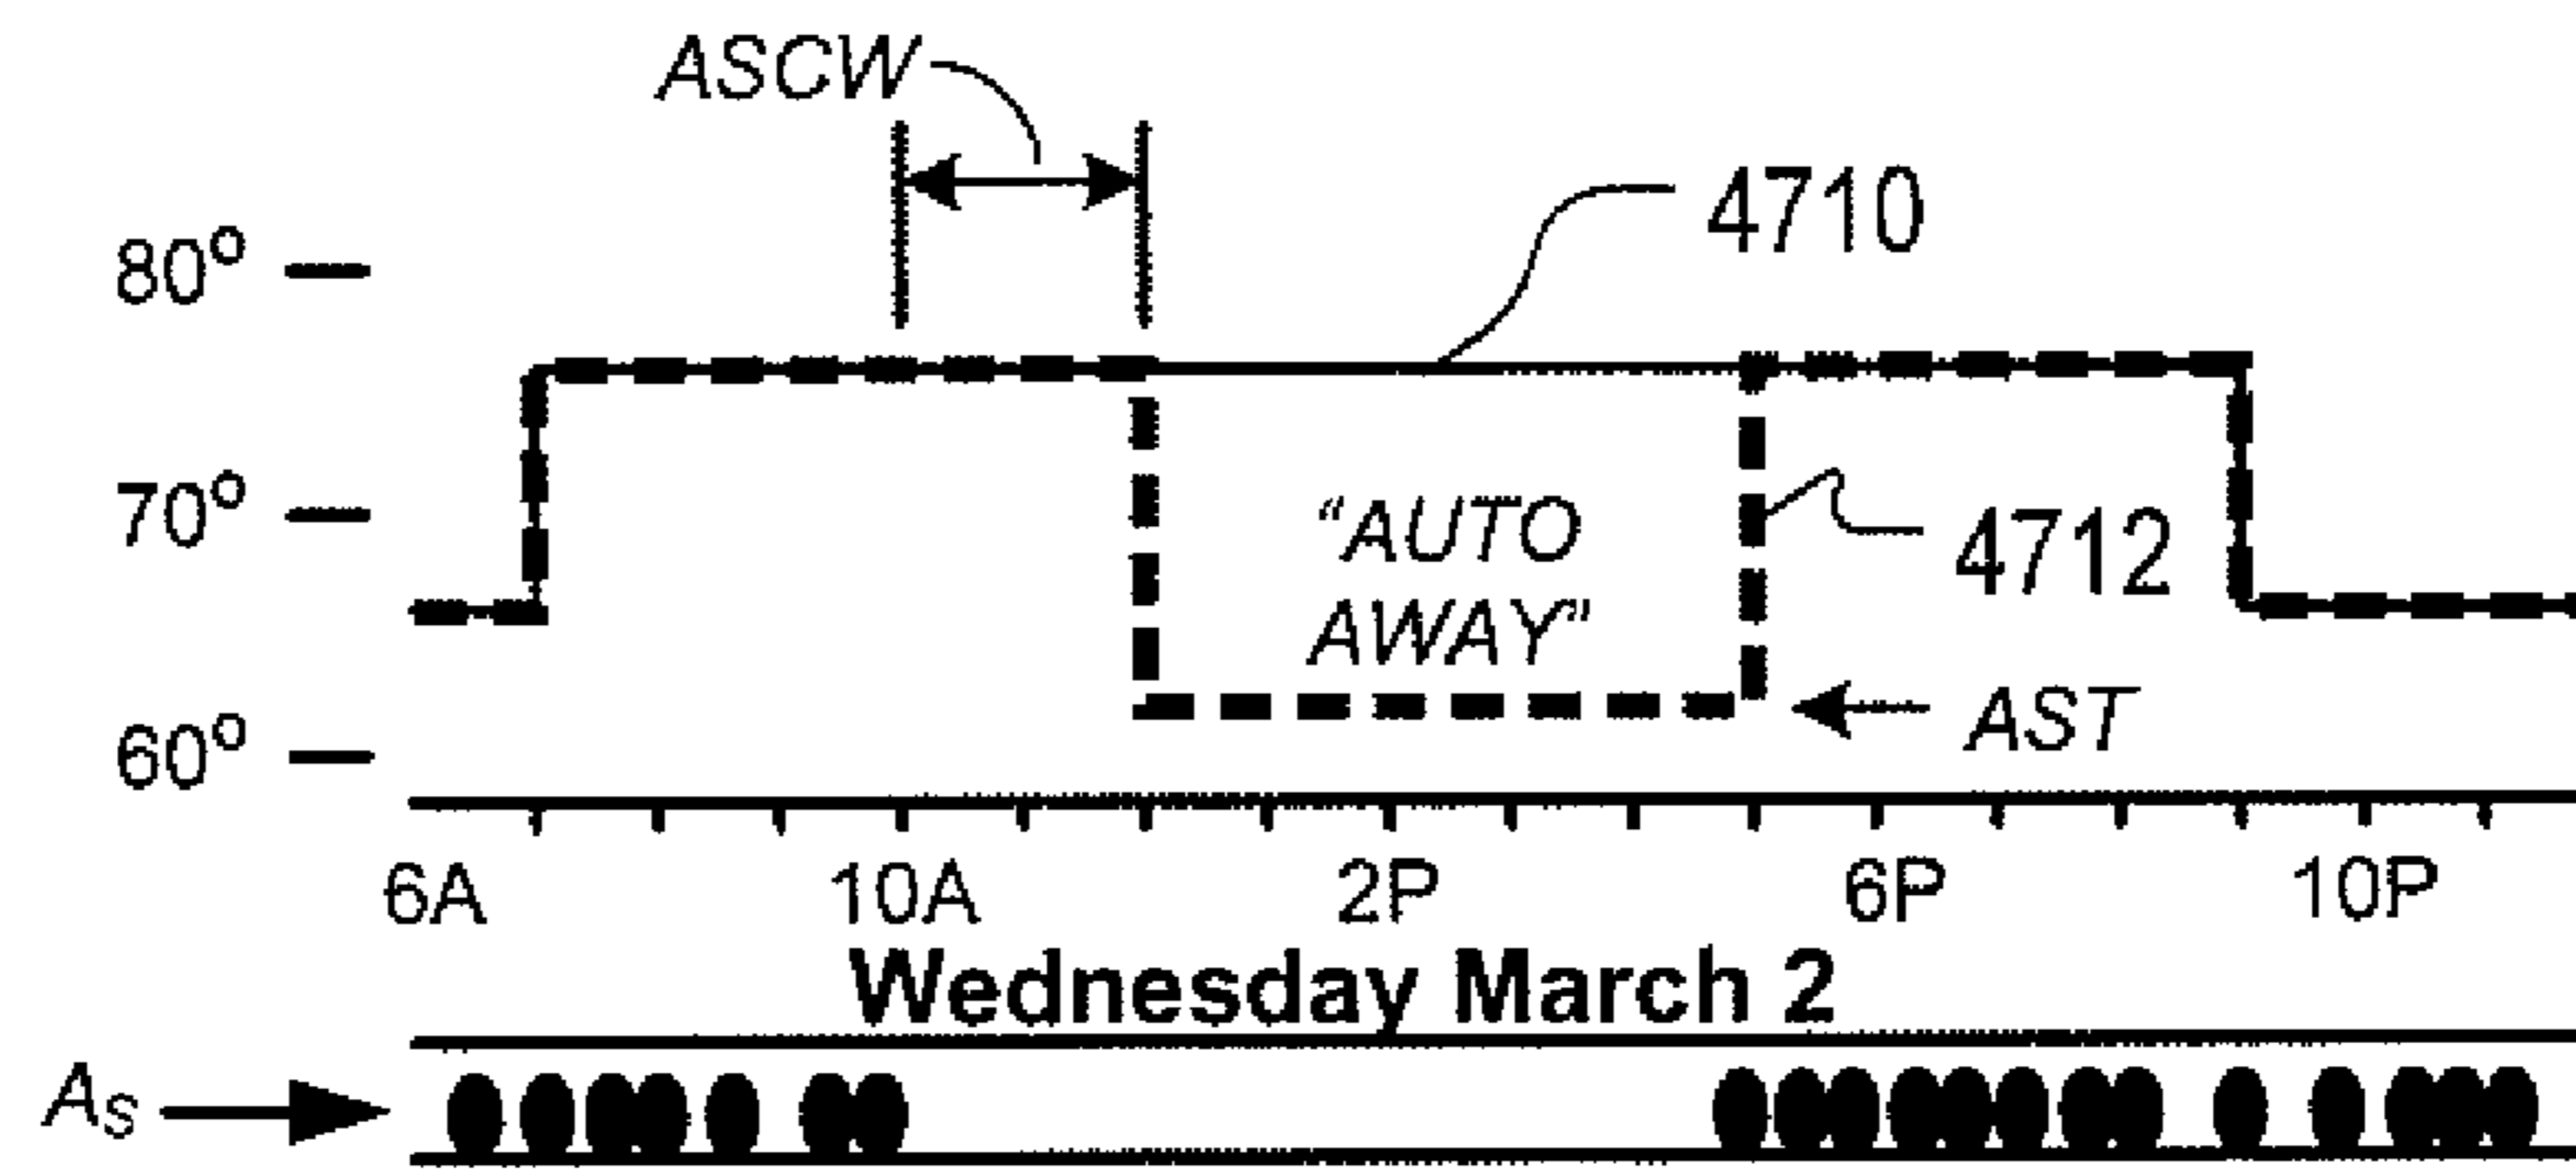 ASCW
80°
4710
70°
"AUTO
AWAY"
4712
60°
AST
6A 10A 2P 6P 10P
Wednesday March 2
As